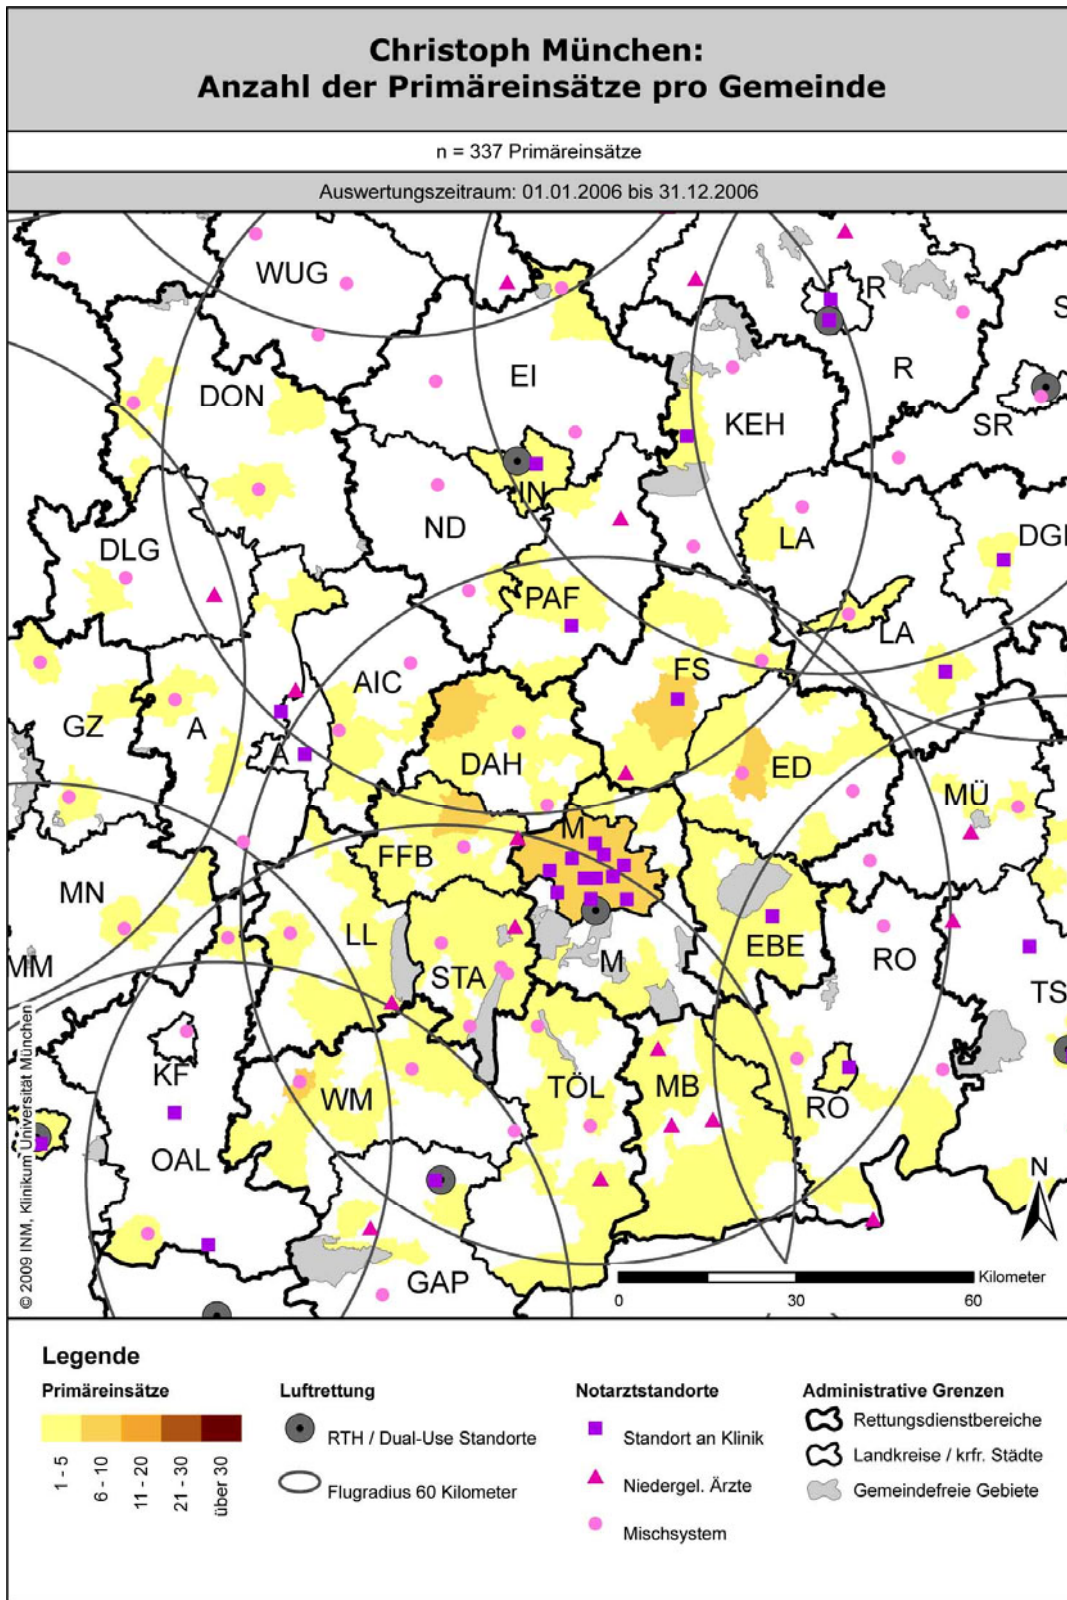 Christoph München:
Anzahl der Primäreinsätze pro Gemeinde
n = 337 Primäreinsätze
Auswertungszeitraum: 01.01.2006 bis 31.12.2006
WUG
R
S
EI
R
DON
KEH
SR
IN
ND
LA
DGI
DLG
PAF
LA
FS
AIC
GZ
A
A
DAH
ED
MÜ
M
FFB
MN
LL
EBE
RO
MM
STA
M
TS
KF
WM
TÖL
MB
RO
OAL
N
GAP
Kilometer
0 30 60
© 2009 INM, Klinikum Universität München
Legende
Primäreinsätze
1 - 5
6 - 10
11 - 20
21 - 30
über 30
Luftrettung
RTH / Dual-Use Standorte
Flugradius 60 Kilometer
Notarztstandorte
Standort an Klinik
Niedergel. Ärzte
Mischsystem
Administrative Grenzen
Rettungsdienstbereiche
Landkreise / krfr. Städte
Gemeindefreie Gebiete